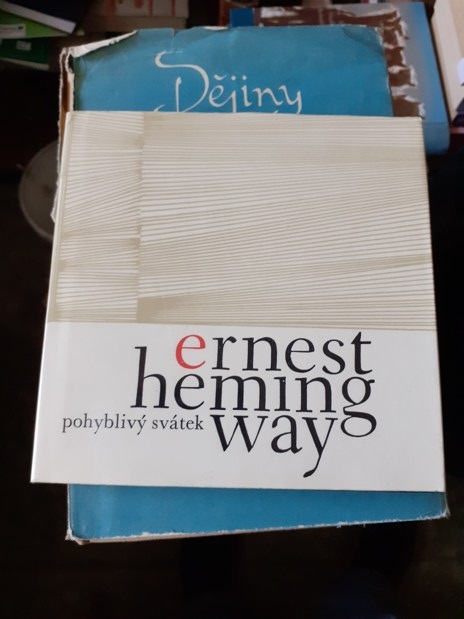 Dějiny
ernest
heming
pohyblivý svátek way